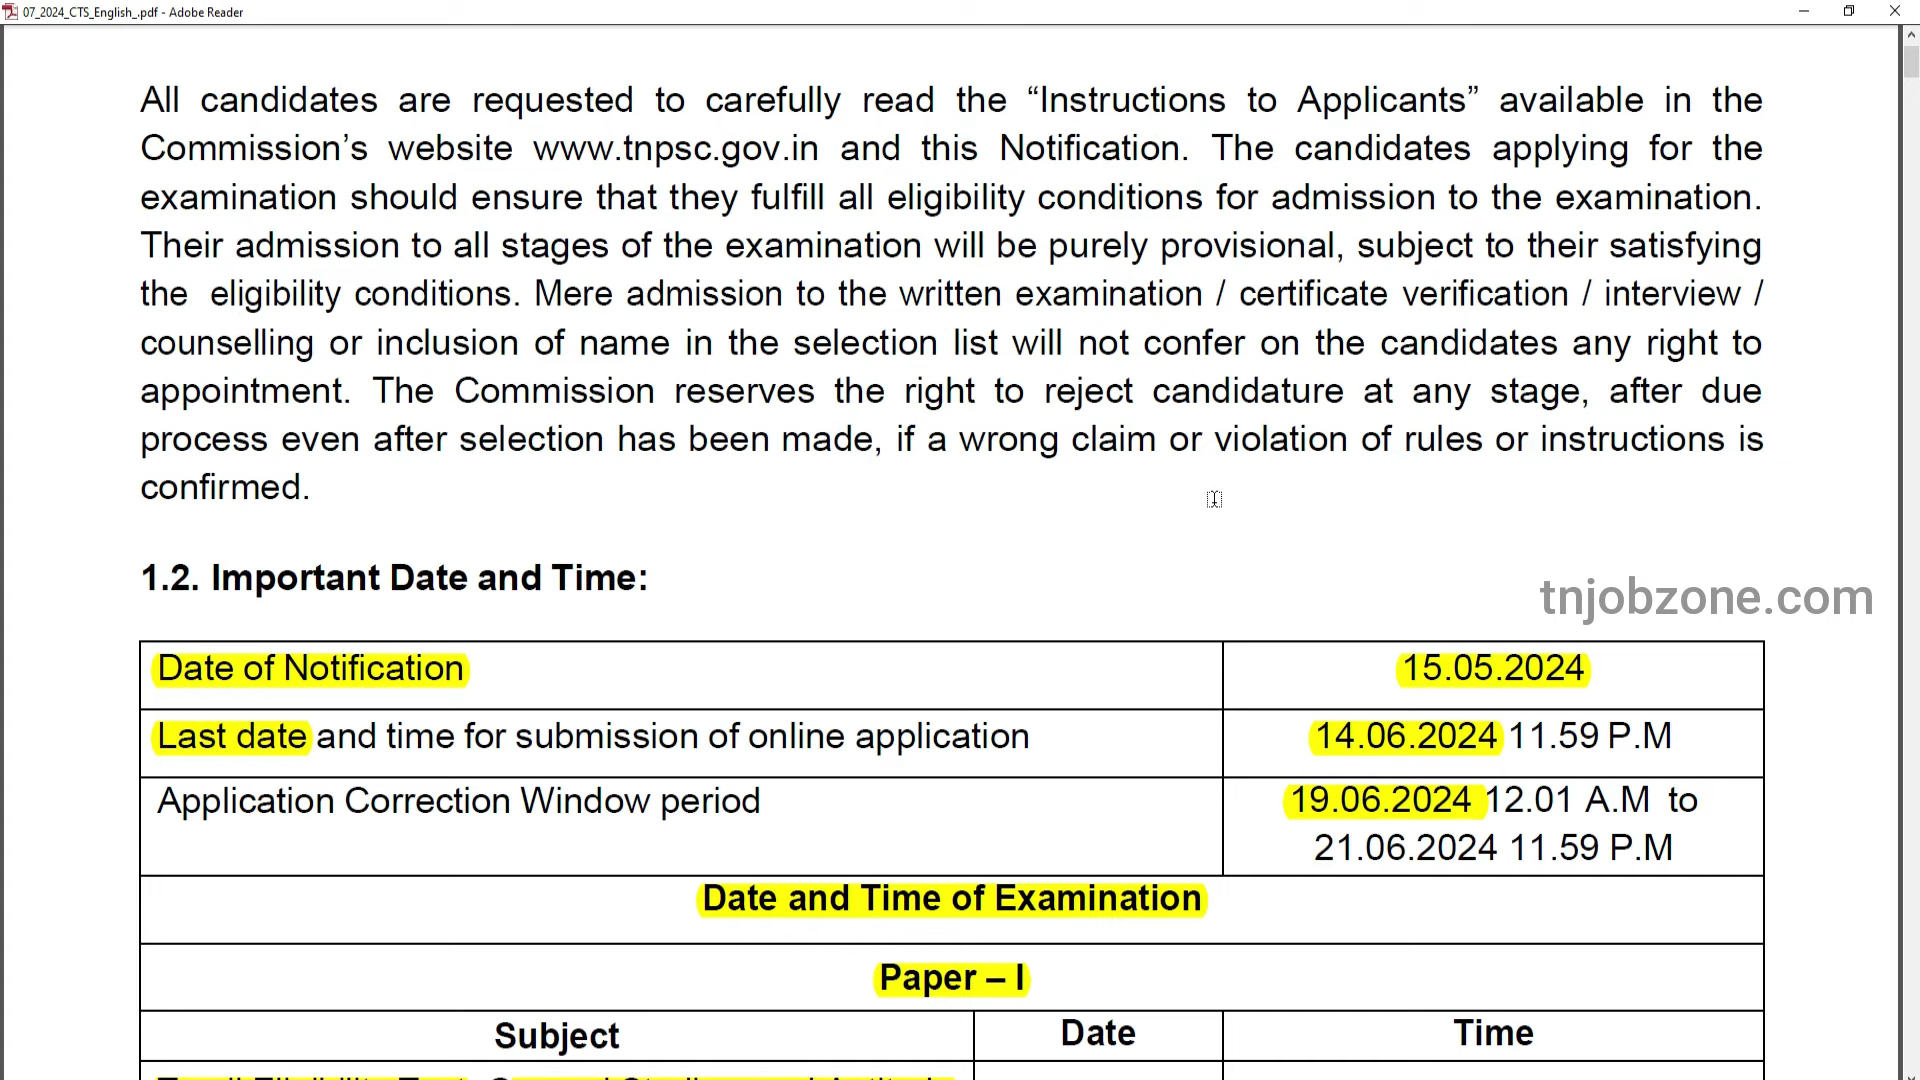 07_2024_CTS_English_.pdf - Adobe Reader
All candidates are requested to carefully read the “Instructions to Applicants” available in the
Commission’s website www.tnpsc.gov.in and this Notification. The candidates applying for the
examination should ensure that they fulfill all eligibility conditions for admission to the examination.
Their admission to all stages of the examination will be purely provisional, subject to their satisfying
the eligibility conditions. Mere admission to the written examination / certificate verification / interview /
counselling or inclusion of name in the selection list will not confer on the candidates any right to
appointment. The Commission reserves the right to reject candidature at any stage, after due
process even after selection has been made, if a wrong claim or violation of rules or instructions is
confirmed.
1.2. Important Date and Time:
tnjobzone.com
Date of Notification 15.05.2024
Last date and time for submission of online application 14.06.2024 11.59 P.M
Application Correction Window period 19.06.2024 12.01 A.M to
21.06.2024 11.59 P.M
Date and Time of Examination
Paper – I
Subject Date Time